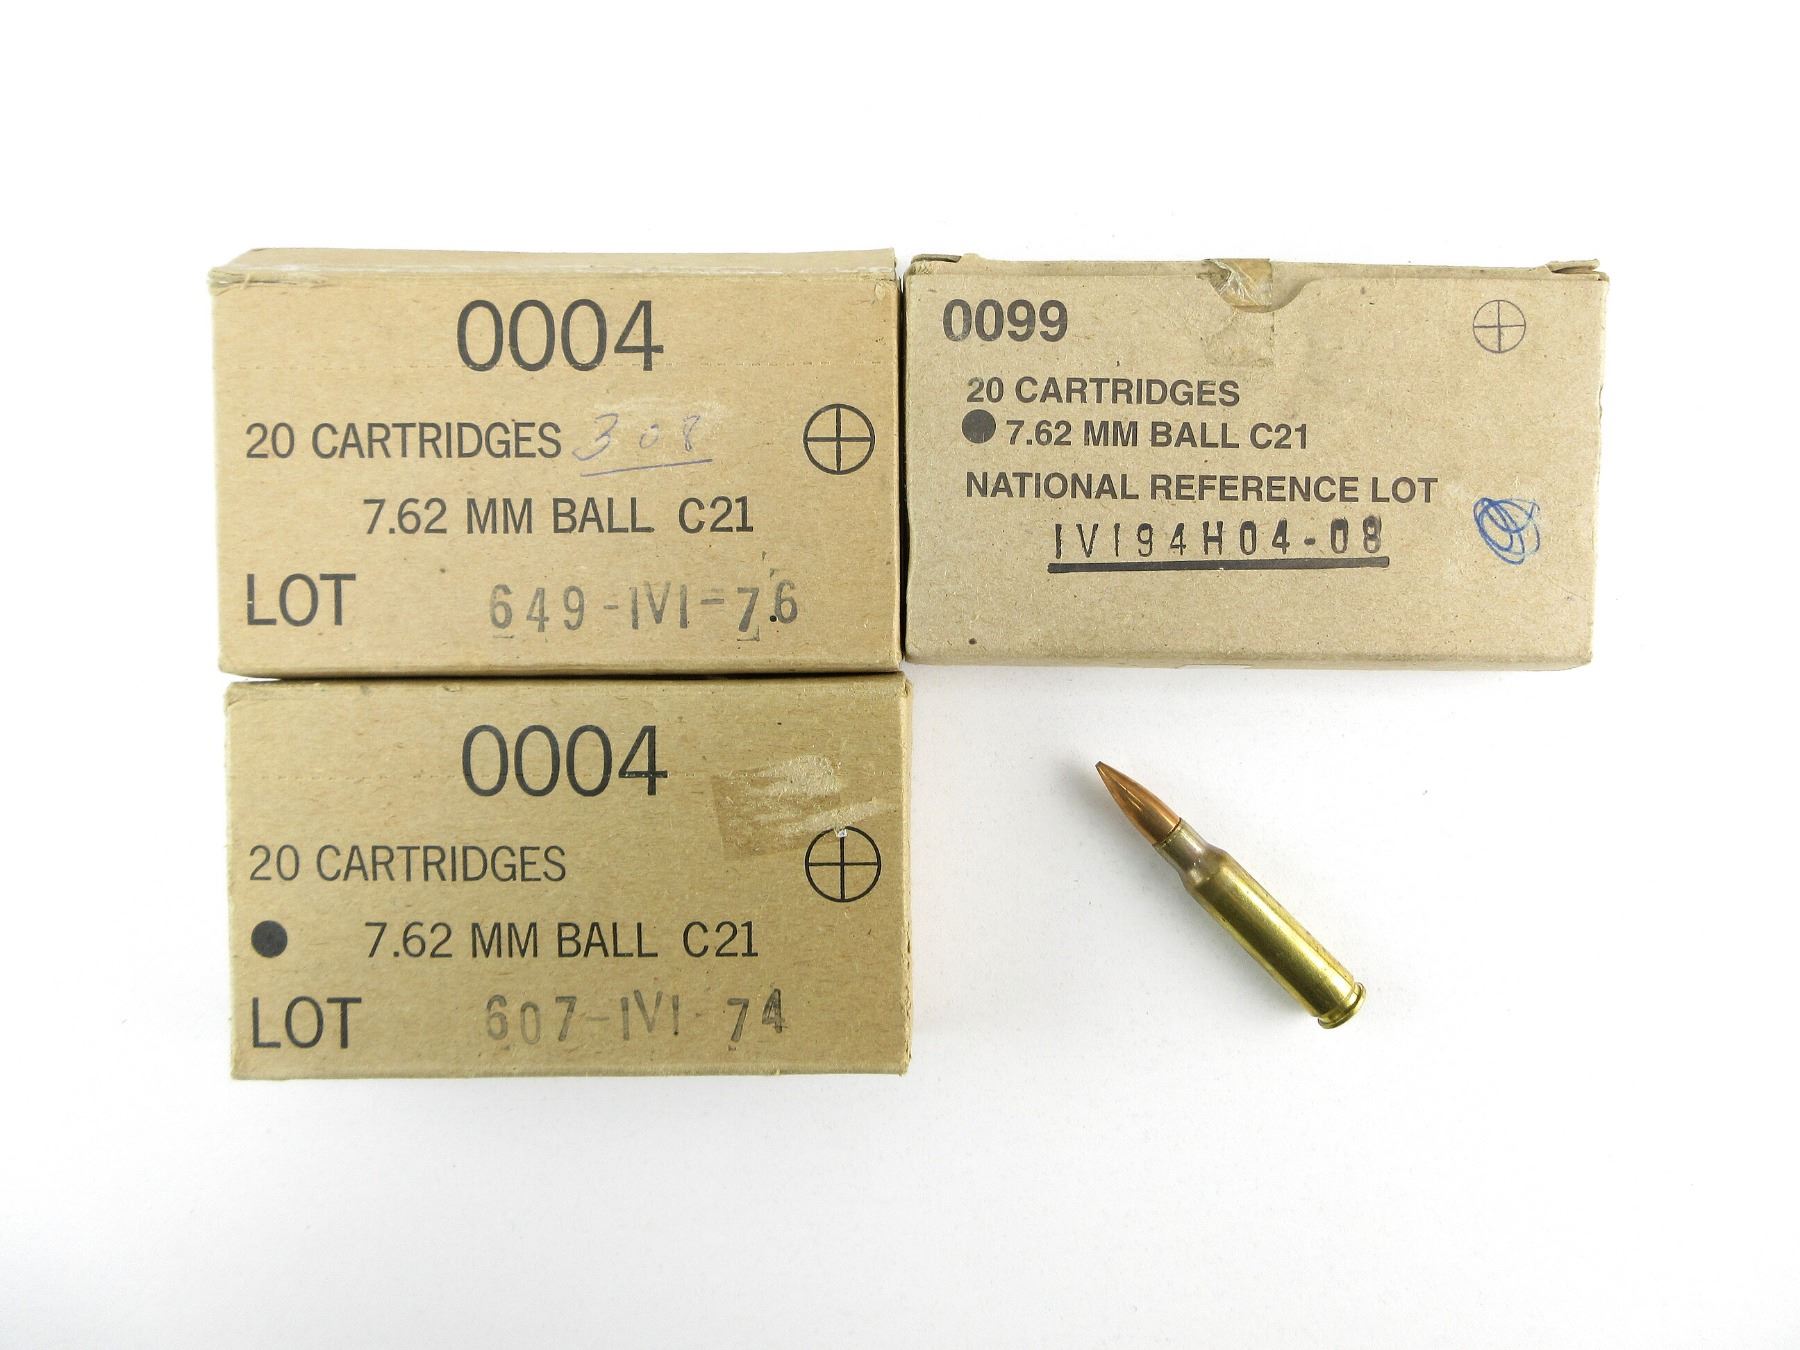 0004
20 CARTRIDGES 308
7.62 MM BALL C21
LOT 649-IVI-76
0099
20 CARTRIDGES
7.62 MM BALL C21
NATIONAL REFERENCE LOT
IVI94H04-08
0004
20 CARTRIDGES
7.62 MM BALL C21
LOT 607-IVI-74